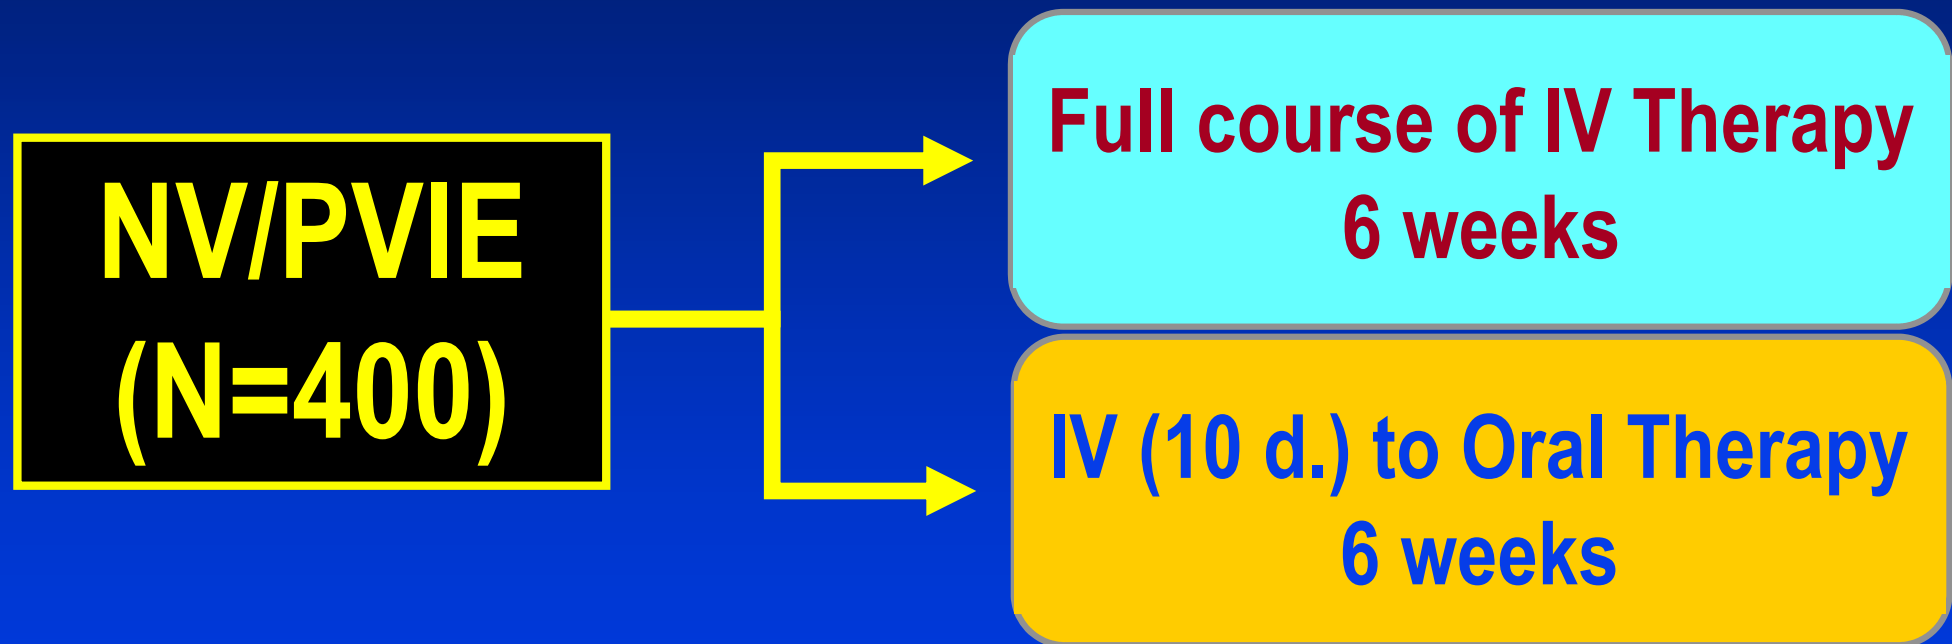 NV/PVIE
(N=400)
Full course of IV Therapy
6 weeks
IV (10 d.) to Oral Therapy
6 weeks